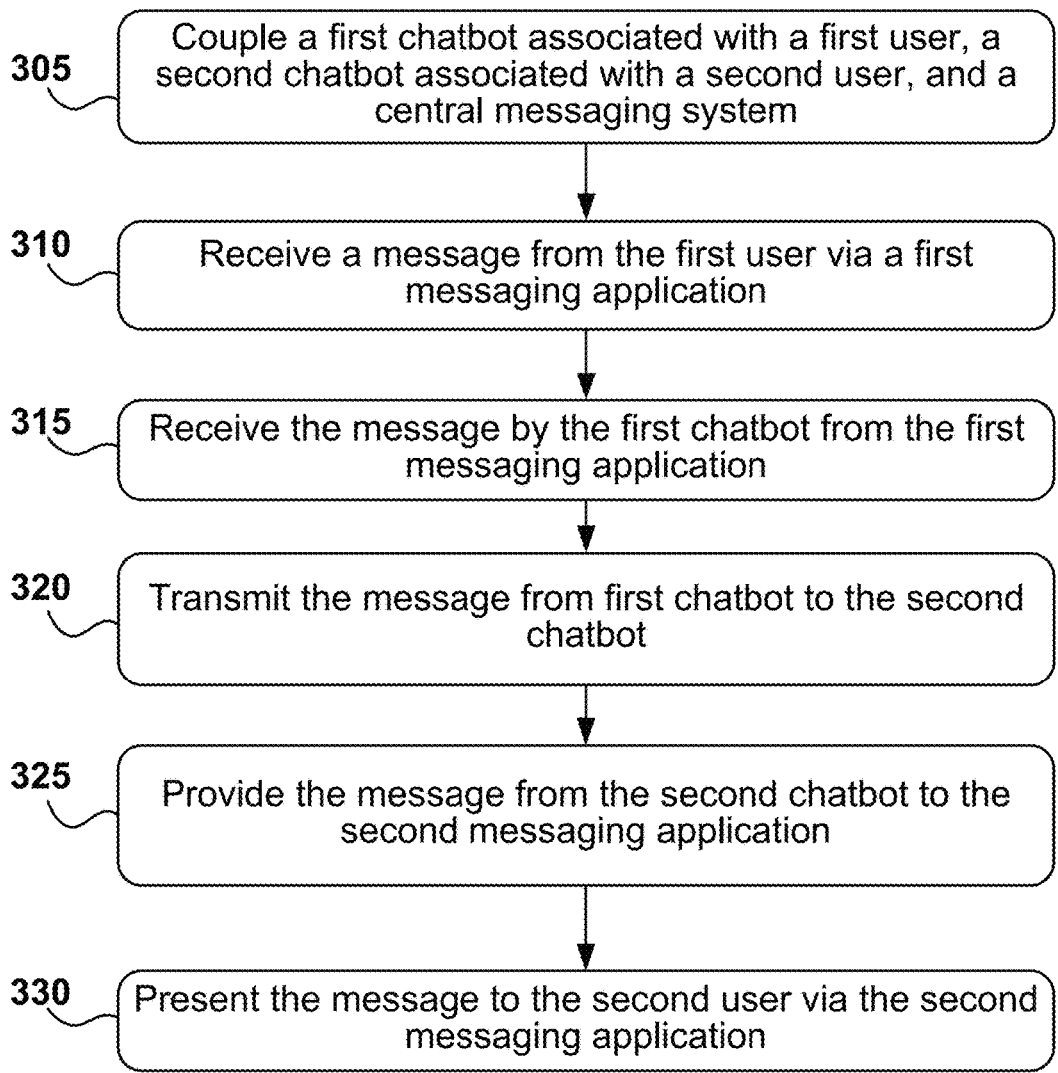 305
Couple a first chatbot associated with a first user, a
second chatbot associated with a second user, and a
central messaging system
310
Receive a message from the first user via a first
messaging application
315
Receive the message by the first chatbot from the first
messaging application
320
Transmit the message from first chatbot to the second
chatbot
325
Provide the message from the second chatbot to the
second messaging application
330
Present the message to the second user via the second
messaging application